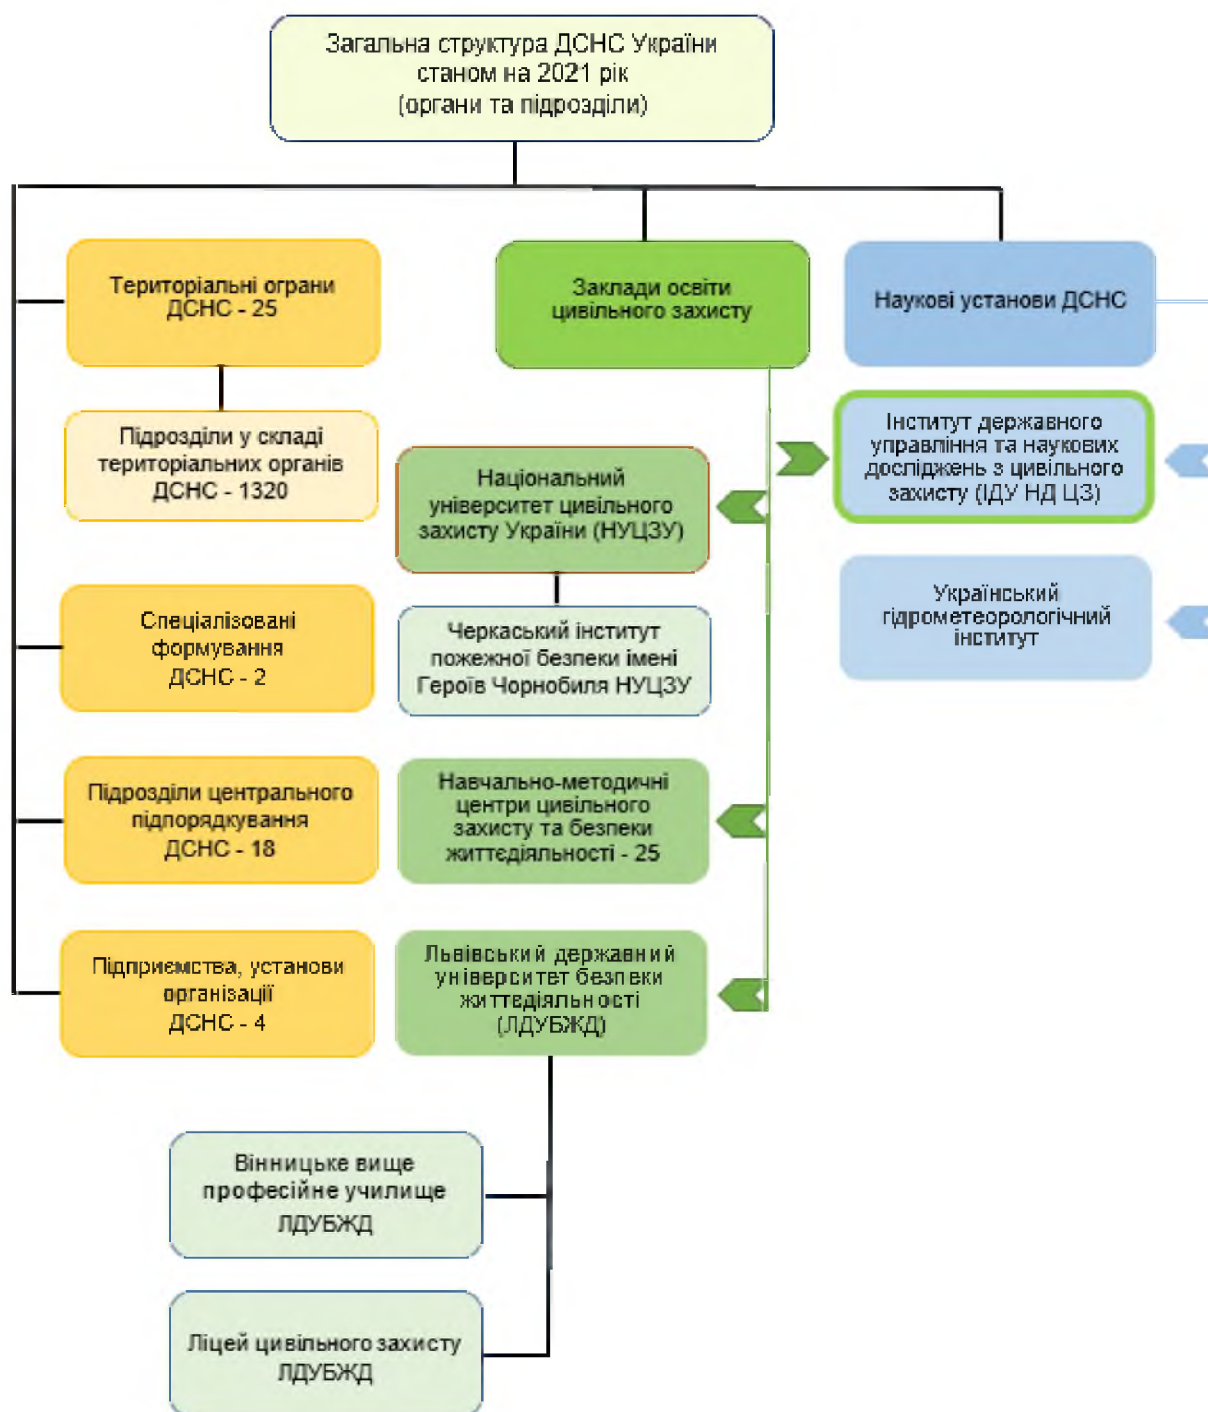 Загальна структура ДСНС України
станом на 2021 рік
(органи та підрозділи)
Територіальні ограни
ДСНС - 25
Підрозділи у складі
територіальних органів
ДСНС - 1320
Спеціалізовані
формування
ДСНС - 2
Підрозділи центрального
підпорядкування
ДСНС - 18
Підприємства, установи
організації
ДСНС - 4
Заклади освіти
цивільного захисту
Національний
університет цивільного
захисту України (НУЦЗУ)
Черкаський інститут
пожежної безпеки імені
Героїв Чорнобиля НУЦЗУ
Навчально-методичні
центри цивільного
захисту та безпеки
життєдіяльності - 25
Львівський державний
університет безпеки
життєдіяльності
(ЛДУБЖД)
Вінницьке вище
професійне училище
ЛДУБЖД
Ліцей цивільного захисту
ЛДУБЖД
Наукові установи ДСНС
Інститут державного
управління та наукових
досліджень з цивільного
захисту (ІДУ НД ЦЗ)
Український
гідрометеорологічний
інститут